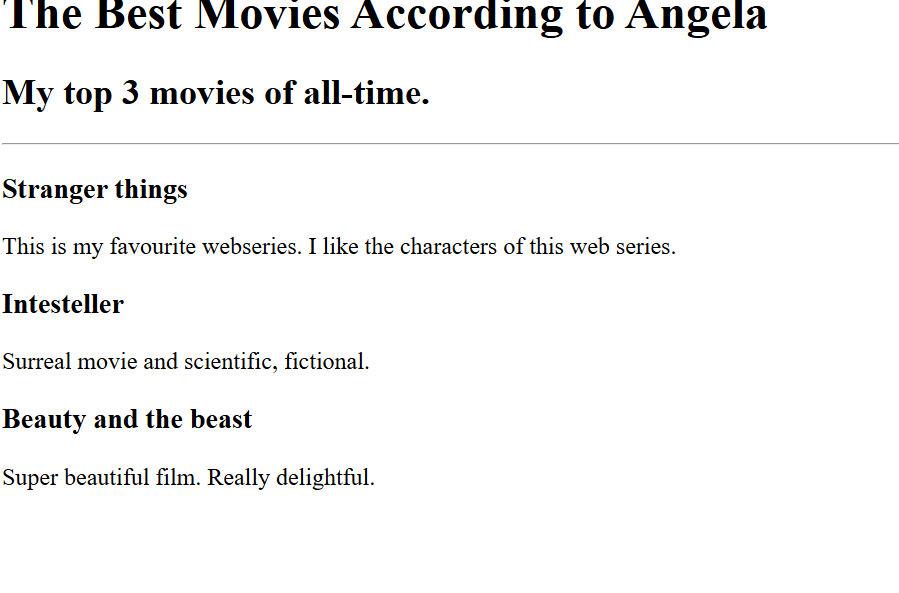 The Best Movies According to Angela
My top 3 movies of all-time.
Stranger things
This is my favourite webseries. I like the characters of this web series.
Intesteller
Surreal movie and scientific, fictional.
Beauty and the beast
Super beautiful film. Really delightful.